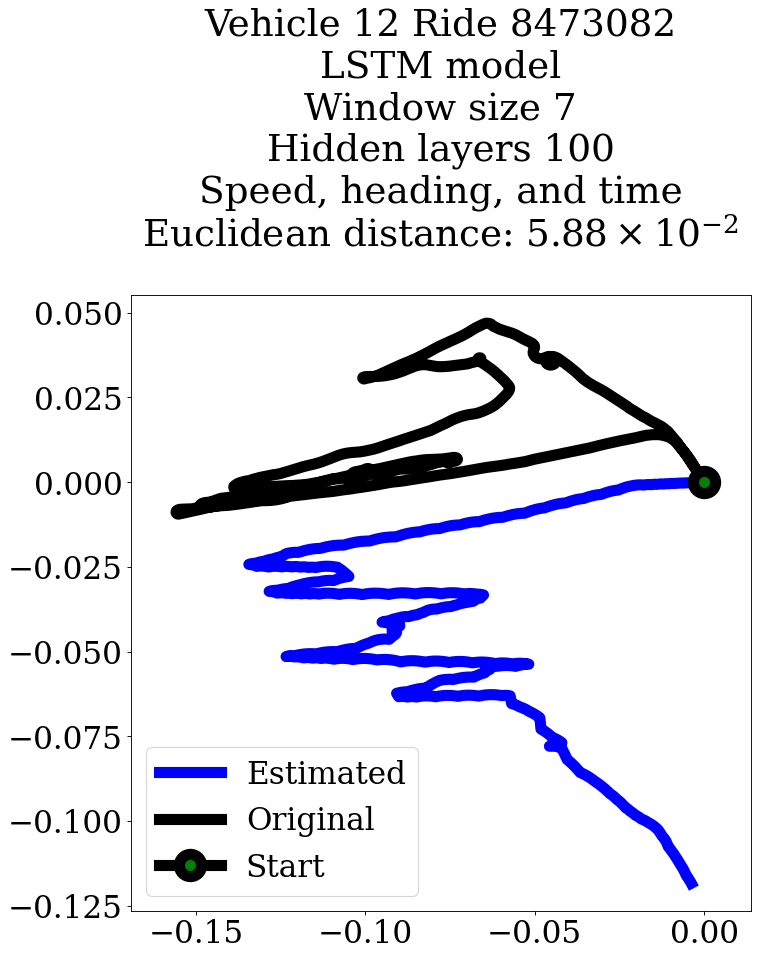 Vehicle 12 Ride 8473082
LSTM model
Window size 7
Hidden layers 100
Speed, heading, and time
Euclidean distance: 5.88 × 10⁻²
0.050
0.025
0.000
−0.025
−0.050
−0.075
−0.100
−0.125
Estimated
Original
Start
−0.15 −0.10 −0.05 0.00